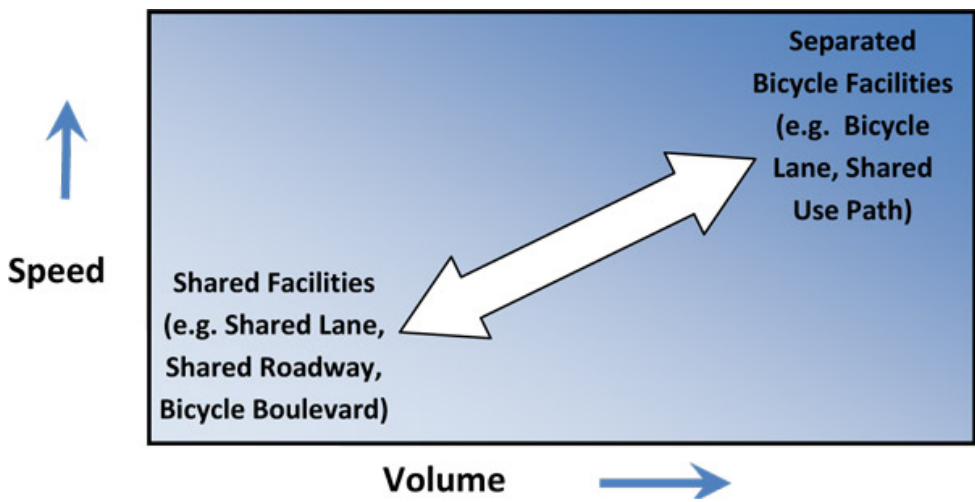 Separated
Bicycle Facilities
(e.g. Bicycle
Lane, Shared
Use Path)
Speed
Shared Facilities
(e.g. Shared Lane,
Shared Roadway,
Bicycle Boulevard)
Volume